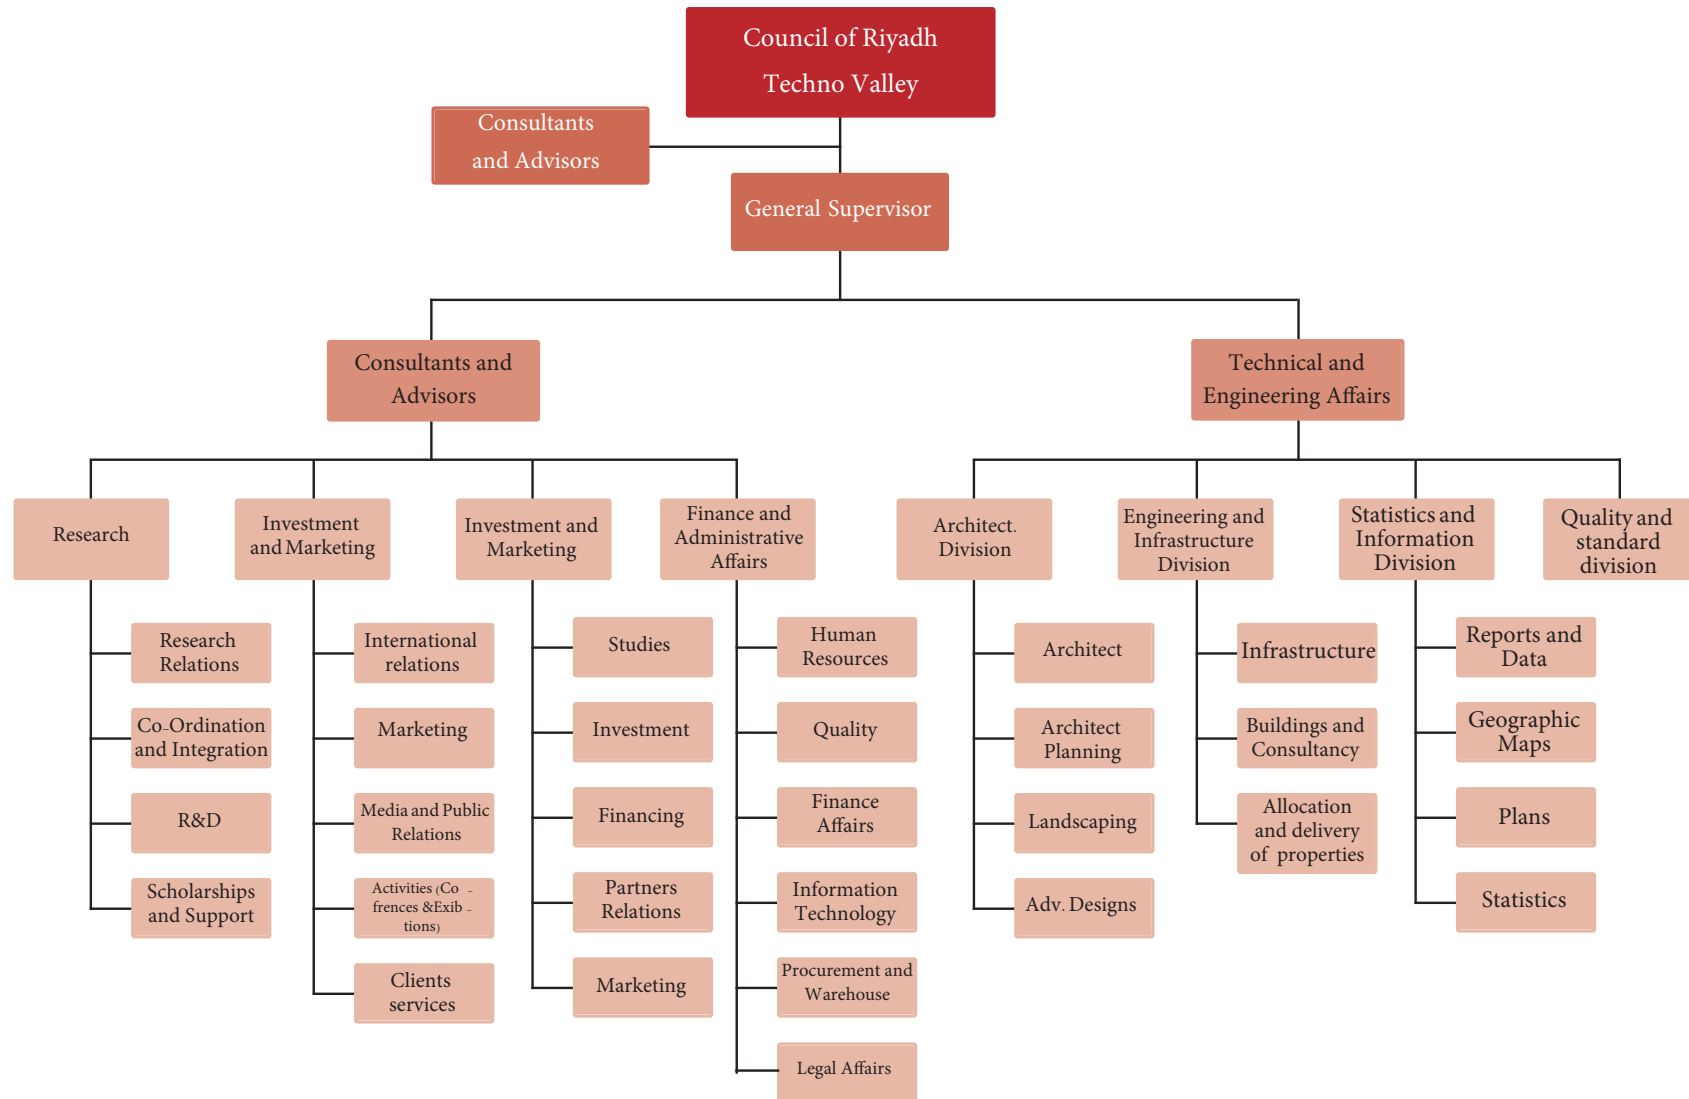 Council of Riyadh
Techno Valley
Consultants
and Advisors
General Supervisor
Consultants and
Advisors
Technical and
Engineering Affairs
Research
Investment
and Marketing
Investment and
Marketing
Finance and
Administrative
Affairs
Architect.
Division
Engineering and
Infrastructure
Division
Statistics and
Information
Division
Quality and
standard
division
Research
Relations
Co-Ordination
and Integration
R&D
Scholarships
and Support
International
relations
Marketing
Media and Public
Relations
Activities (Co -
frences &Exib -
tions)
Clients
services
Studies
Investment
Financing
Partners
Relations
Marketing
Human
Resources
Quality
Finance
Affairs
Information
Technology
Procurement and
Warehouse
Legal Affairs
Architect
Architect
Planning
Landscaping
Adv. Designs
Infrastructure
Buildings and
Consultancy
Allocation
and delivery
of properties
Reports and
Data
Geographic
Maps
Plans
Statistics